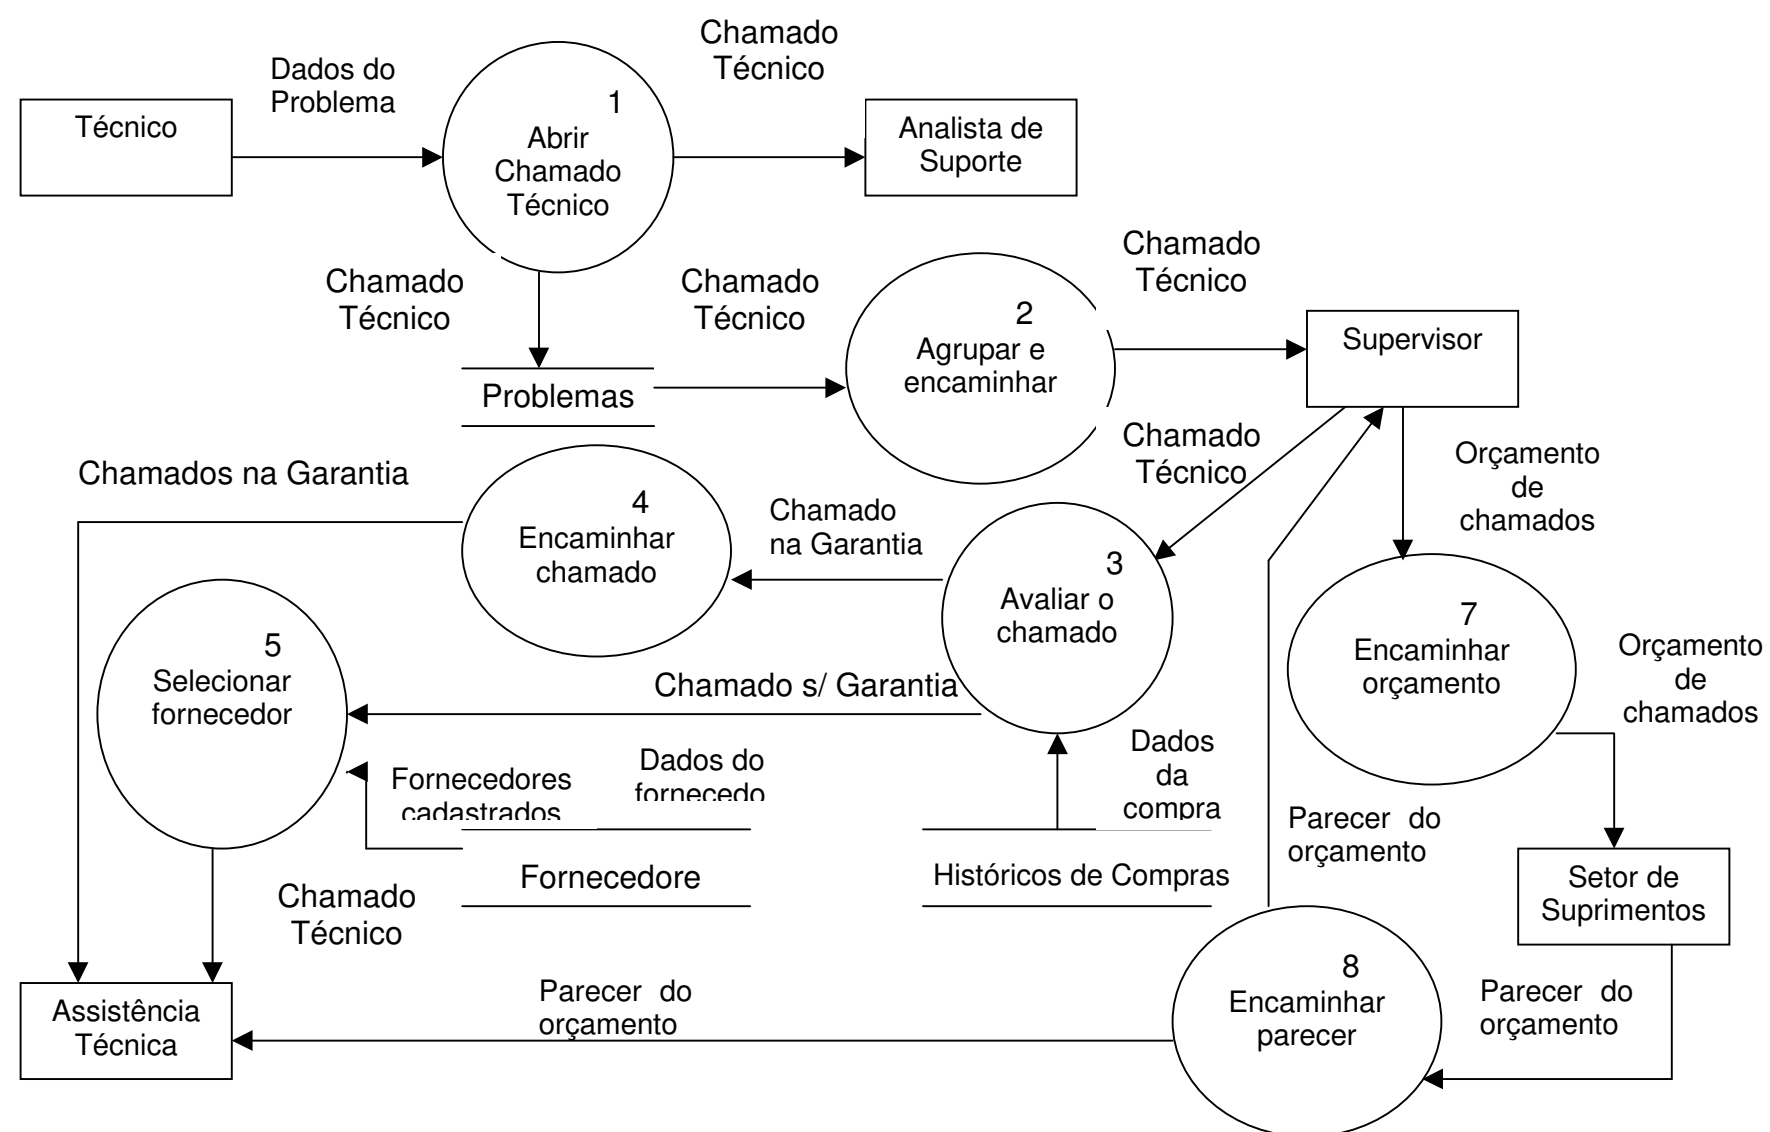 Chamado
Técnico
Dados do
Problema
1
Abrir
Chamado
Técnico
Técnico
Analista de
Suporte
Chamado
Técnico
Chamado
Técnico
Chamado
Técnico
2
Agrupar e
encaminhar
Supervisor
Problemas
Chamado
Técnico
Orçamento
de
chamados
Chamados na Garantia
4
Encaminhar
chamado
Chamado
na Garantia
3
Avaliar o
chamado
7
Encaminhar
orçamento
Orçamento
de
chamados
5
Selecionar
fornecedor
Chamado s/ Garantia
Dados do
fornecedo
Fornecedores
cadastrados
Dados
da
compra
Parecer do
orçamento
Fornecedore
Históricos de Compras
Setor de
Suprimentos
Chamado
Técnico
8
Encaminhar
parecer
Parecer do
orçamento
Parecer do
orçamento
Assistência
Técnica